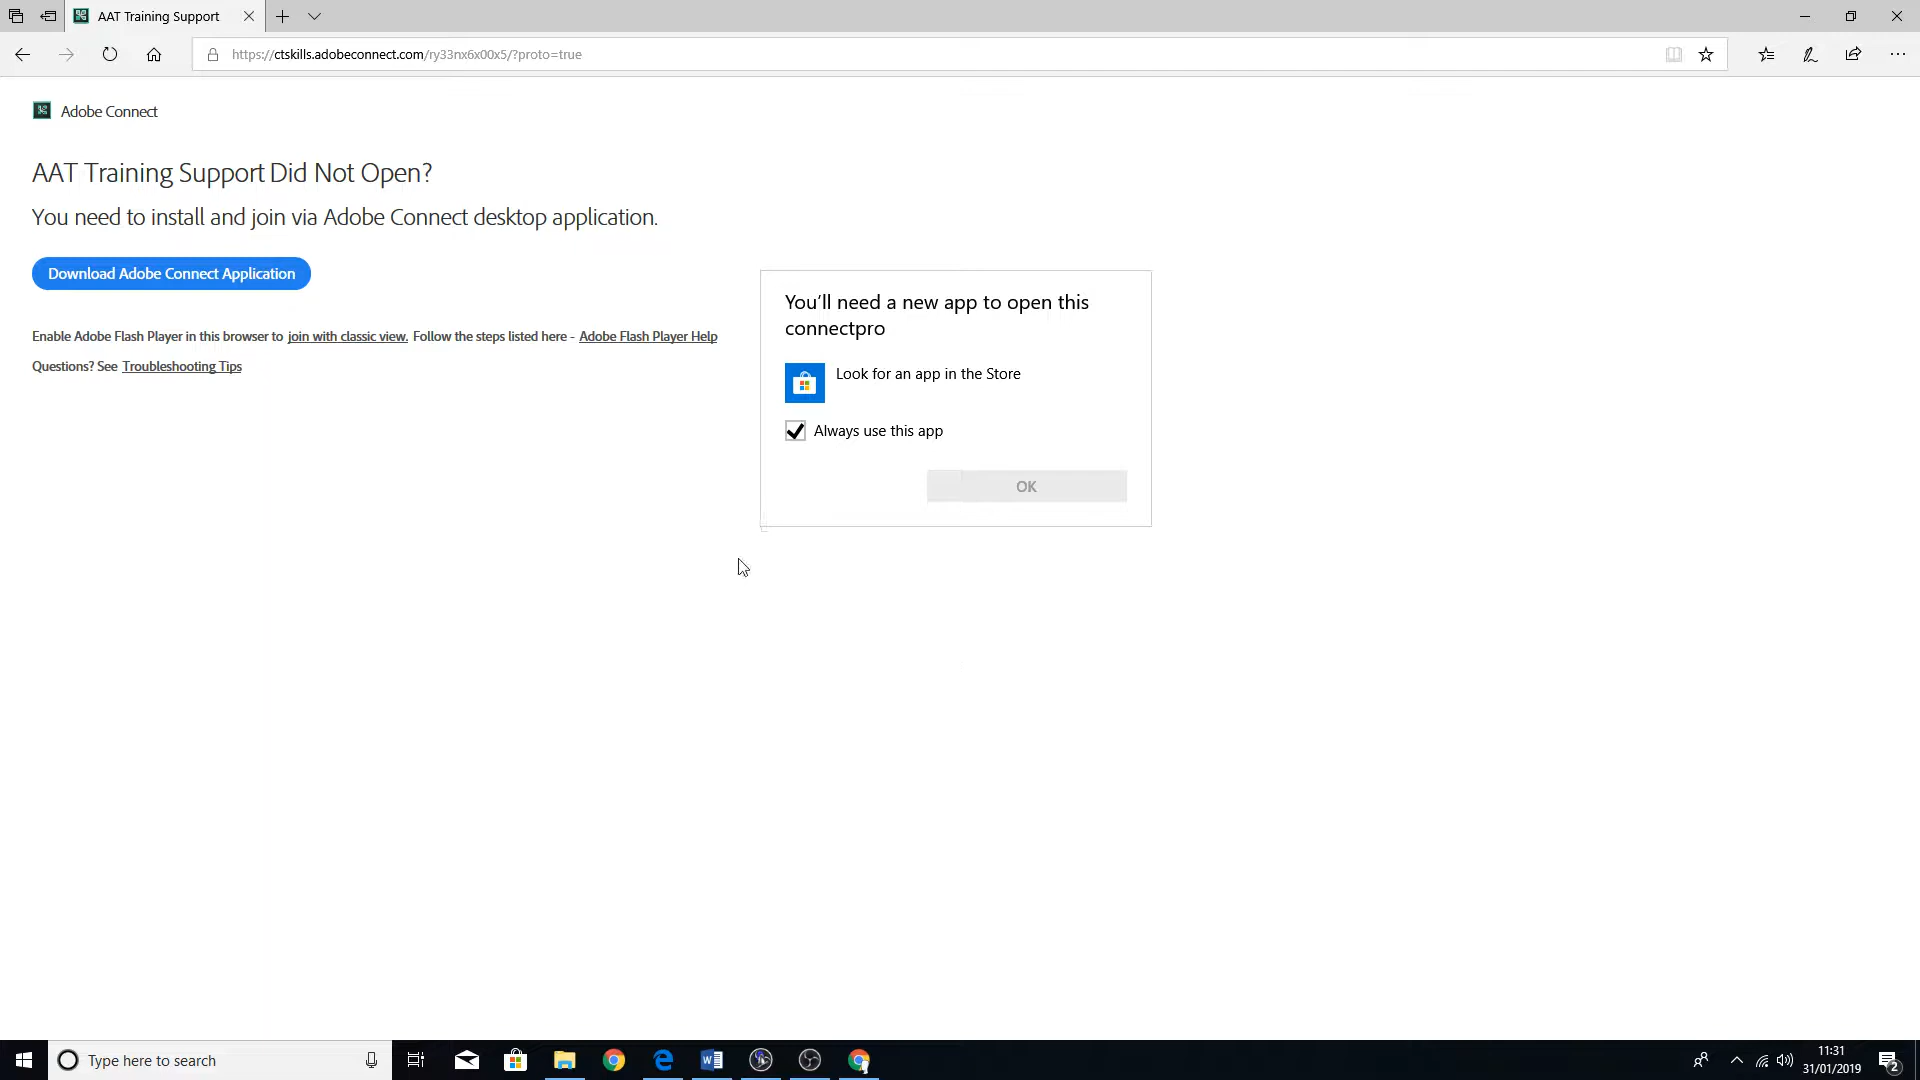 AAT Training Support
https://ctskills.adobeconnect.com/ry33nx6x00x5/?proto=true
Adobe Connect
AAT Training Support Did Not Open?
You need to install and join via Adobe Connect desktop application.
Download Adobe Connect Application
Enable Adobe Flash Player in this browser to join with classic view. Follow the steps listed here - Adobe Flash Player Help
Questions? See Troubleshooting Tips
You'll need a new app to open this
connectpro
Look for an app in the Store
Always use this app
OK
Type here to search
11:31
31/01/2019
2